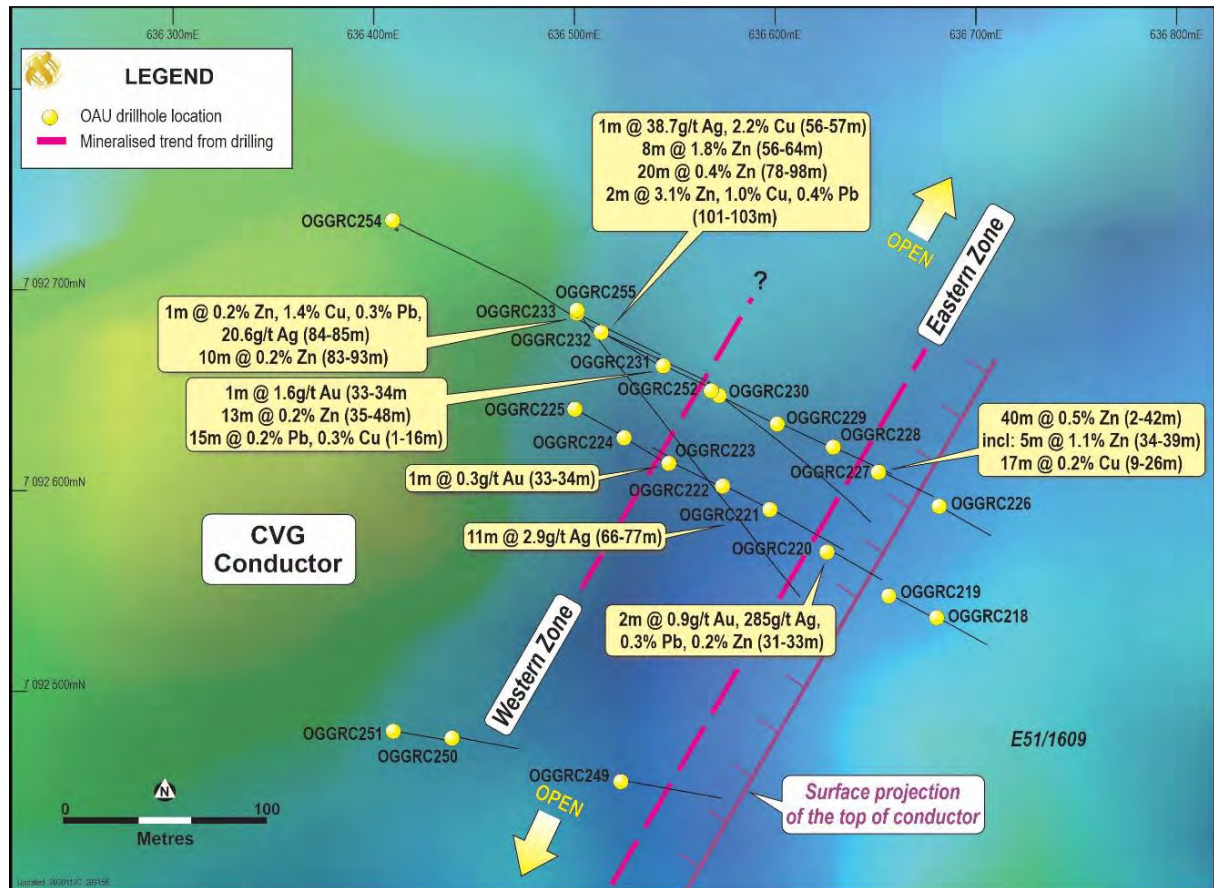 636 300mE
636 400mE
636 500mE
636 600mE
636 700mE
636 800mE
LEGEND
OAU drillhole location
Mineralised trend from drilling
1m @ 38.7g/t Ag, 2.2% Cu (56-57m)
8m @ 1.8% Zn (56-64m)
20m @ 0.4% Zn (78-98m)
2m @ 3.1% Zn, 1.0% Cu, 0.4% Pb
(101-103m)
OPEN
Eastern Zone
OGGRC254
7 092 700mN
?
OGGRC255
OGGRC233
OGGRC232
1m @ 0.2% Zn, 1.4% Cu, 0.3% Pb,
20.6g/t Ag (84-85m)
10m @ 0.2% Zn (83-93m)
OGGRC231
OGGRC252
OGGRC230
1m @ 1.6g/t Au (33-34m
13m @ 0.2% Zn (35-48m)
15m @ 0.2% Pb, 0.3% Cu (1-16m)
OGGRC225
OGGRC229
OGGRC224
OGGRC228
40m @ 0.5% Zn (2-42m)
incl: 5m @ 1.1% Zn (34-39m)
17m @ 0.2% Cu (9-26m)
OGGRC223
OGGRC227
1m @ 0.3g/t Au (33-34m)
OGGRC222
7 092 600mN
OGGRC226
OGGRC221
CVG
Conductor
11m @ 2.9g/t Ag (66-77m)
OGGRC220
OGGRC219
OGGRC218
2m @ 0.9g/t Au, 285g/t Ag,
0.3% Pb, 0.2% Zn (31-33m)
Western Zone
7 092 500mN
OGGRC251
OGGRC250
E51/1609
OGGRC249
OPEN
N
0
100
Metres
Surface projection
of the top of conductor
Updated: